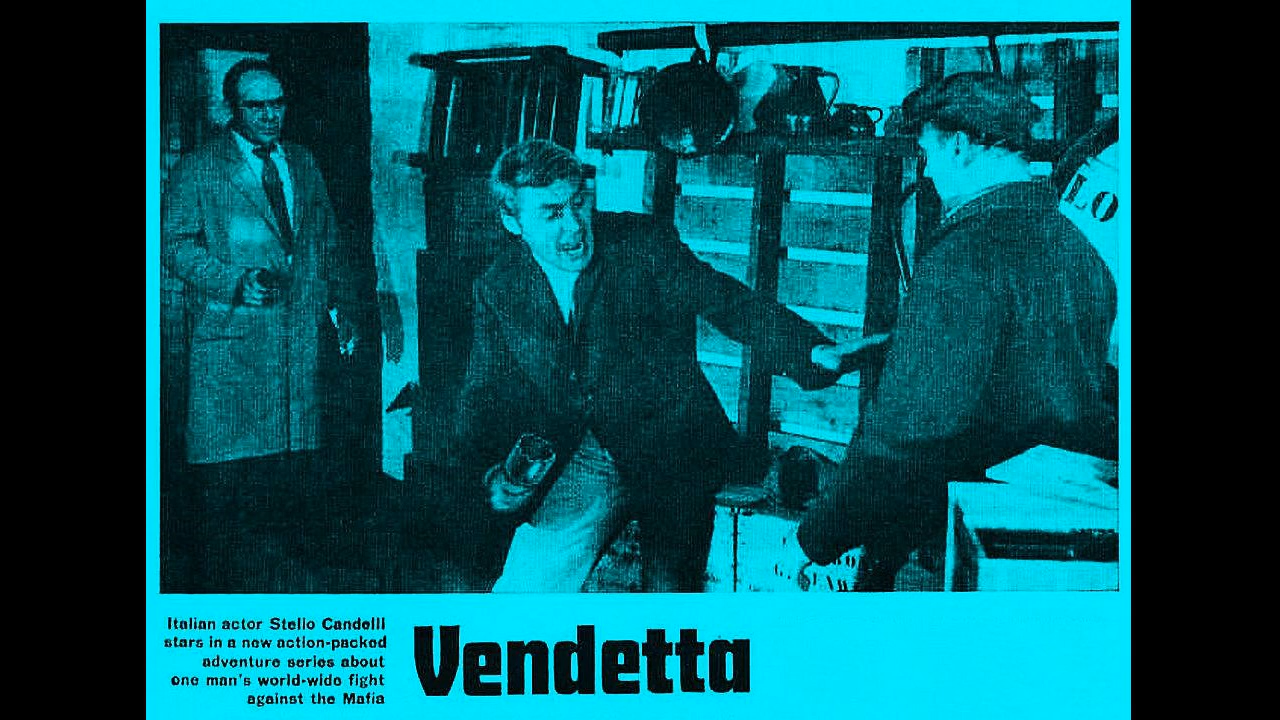 LO
Italian actor Stelio Candelli
stars in a new action-packed
adventure series about
one man's world-wide fight
against the Mafia
Vendetta